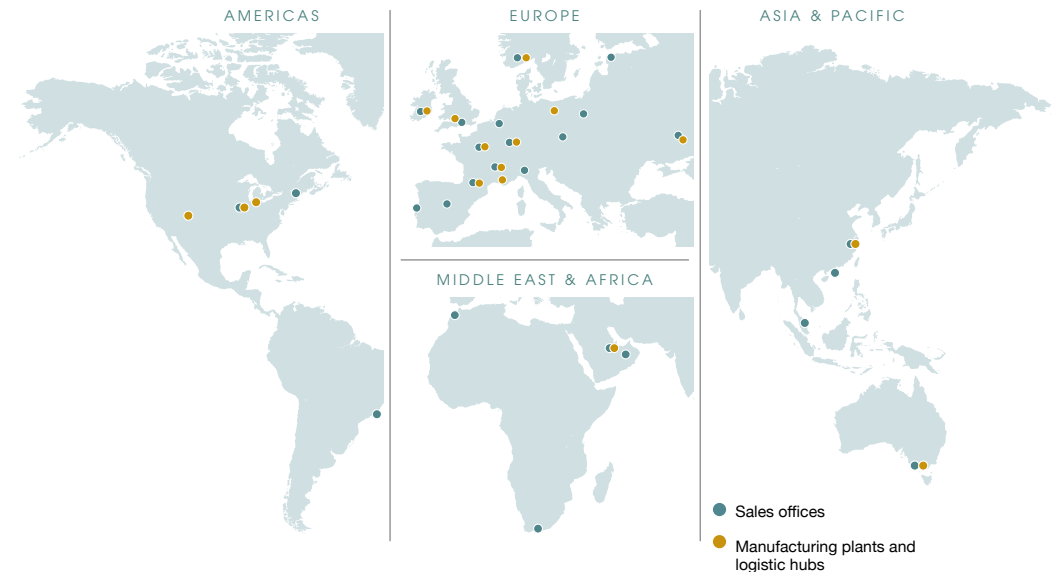 AMERICAS
EUROPE
ASIA & PACIFIC
MIDDLE EAST & AFRICA
Sales offices
Manufacturing plants and
logistic hubs